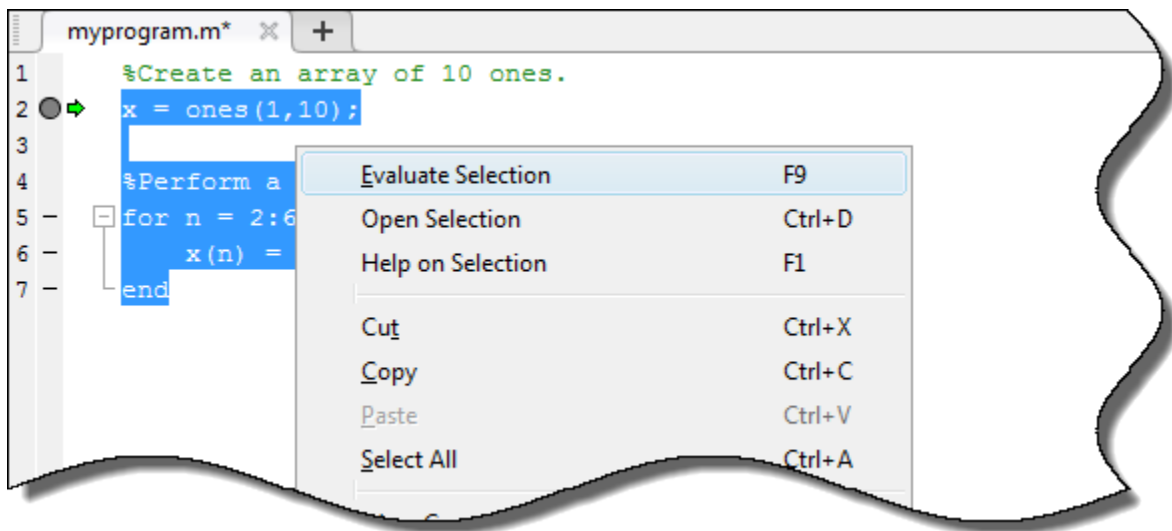 myprogram.m* +
1 %Create an array of 10 ones.
2 x = ones(1,10);
3
4 %Perform a
5 for n = 2:6
6 x(n) =
7 end
Evaluate Selection F9
Open Selection Ctrl+D
Help on Selection F1
Cut Ctrl+X
Copy Ctrl+C
Paste Ctrl+V
Select All Ctrl+A